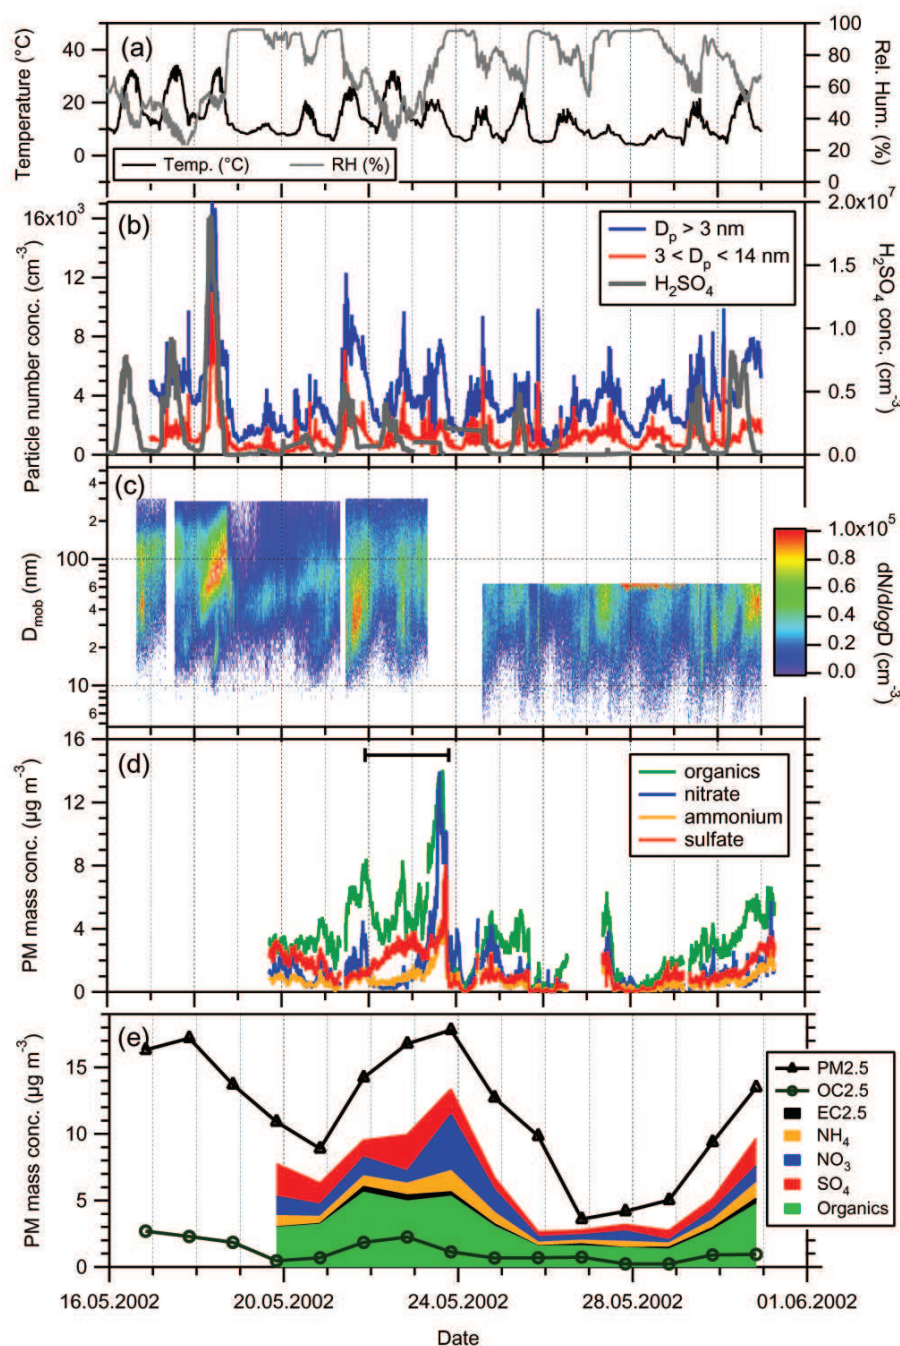 (a)
Temperature (°C)
40
20
0
100
80
60
40
20
0
Rel. Hum. (%)
Temp. (°C)
RH (%)
(b)
Particle number conc. (cm-3)
16x10³
12
8
4
0
2.0x10⁷
1.5
1.0
0.5
0.0
H₂SO₄ conc. (cm-3)
Dp > 3 nm
3 < Dp < 14 nm
H₂SO₄
(c)
Dmob (nm)
4
2
100
6
4
2
10
6
1.0x10⁵
0.8
0.6
0.4
0.2
0.0
dN/dlogD (cm-3)
(d)
PM mass conc. (µg m-3)
16
12
8
4
0
organics
nitrate
ammonium
sulfate
(e)
PM mass conc. (µg m-3)
15
10
5
0
PM2.5
OC2.5
EC2.5
NH₄
NO₃
SO₄
Organics
16.05.2002
20.05.2002
24.05.2002
28.05.2002
01.06.2002
Date